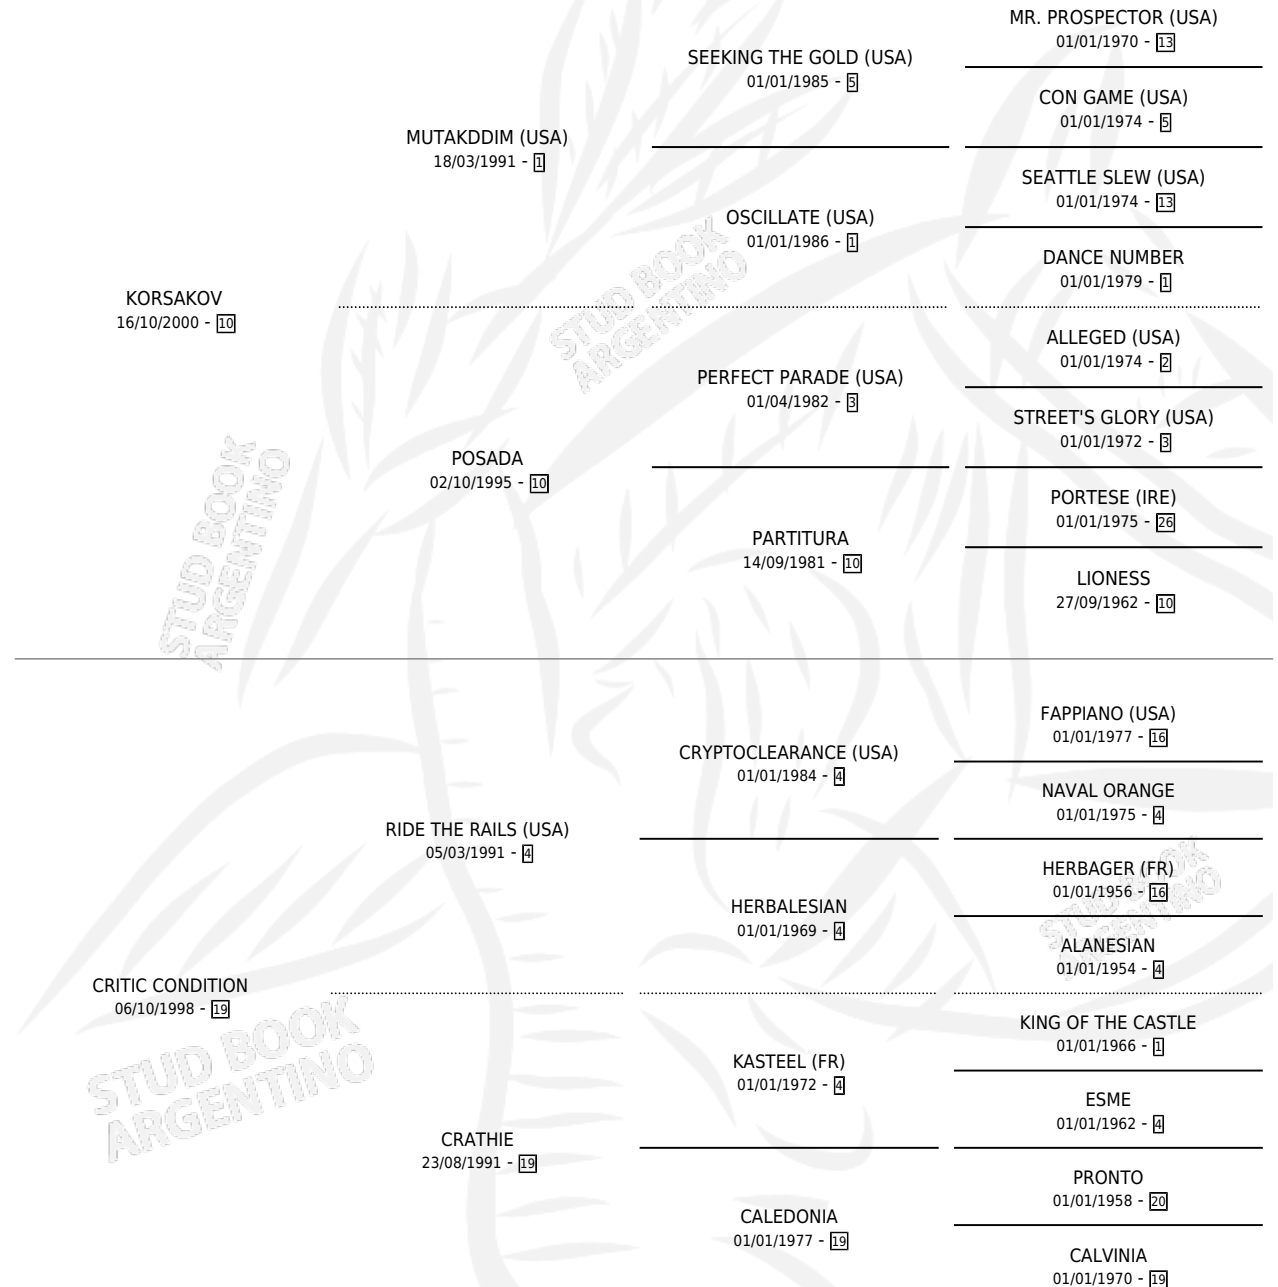 MR. PROSPECTOR (USA)
01/01/1970 - 13
SEEKING THE GOLD (USA)
01/01/1985 - 5
CON GAME (USA)
01/01/1974 - 5
MUTAKDDIM (USA)
18/03/1991 - 1
SEATTLE SLEW (USA)
01/01/1974 - 13
OSCILLATE (USA)
01/01/1986 - 1
DANCE NUMBER
01/01/1979 - 1
KORSAKOV
16/10/2000 - 10
STUD BOOK
ARGENTINO
ALLEGED (USA)
01/01/1974 - 2
PERFECT PARADE (USA)
01/04/1982 - 3
STREET'S GLORY (USA)
01/01/1972 - 3
POSADA
02/10/1995 - 10
PORTESE (IRE)
01/01/1975 - 26
PARTITURA
14/09/1981 - 10
LIONESS
27/09/1962 - 10
STUD BOOK
ARGENTINO
FAPPIANO (USA)
01/01/1977 - 16
CRYPTOCLEARANCE (USA)
01/01/1984 - 4
NAVAL ORANGE
01/01/1975 - 4
RIDE THE RAILS (USA)
05/03/1991 - 4
HERBAGER (FR)
01/01/1956 - 16
HERBALESIAN
01/01/1969 - 4
STUD BOOK
ARGENTINO
ALANESIAN
01/01/1954 - 4
CRITIC CONDITION
06/10/1998 - 19
STUD BOOK
ARGENTINO
KING OF THE CASTLE
01/01/1966 - 1
KASTEEL (FR)
01/01/1972 - 4
ESME
01/01/1962 - 4
CRATHIE
23/08/1991 - 19
PRONTO
01/01/1958 - 20
CALEDONIA
01/01/1977 - 19
CALVINIA
01/01/1970 - 19